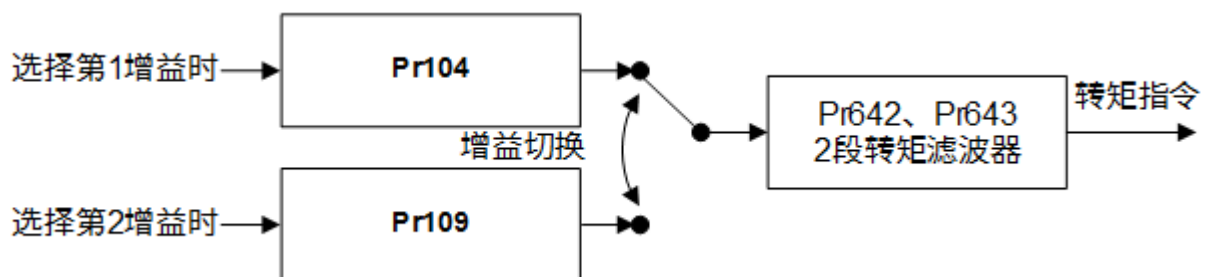 选择第1增益时
Pr104
增益切换
Pr642、Pr643
2段转矩滤波器
转矩指令
选择第2增益时
Pr109